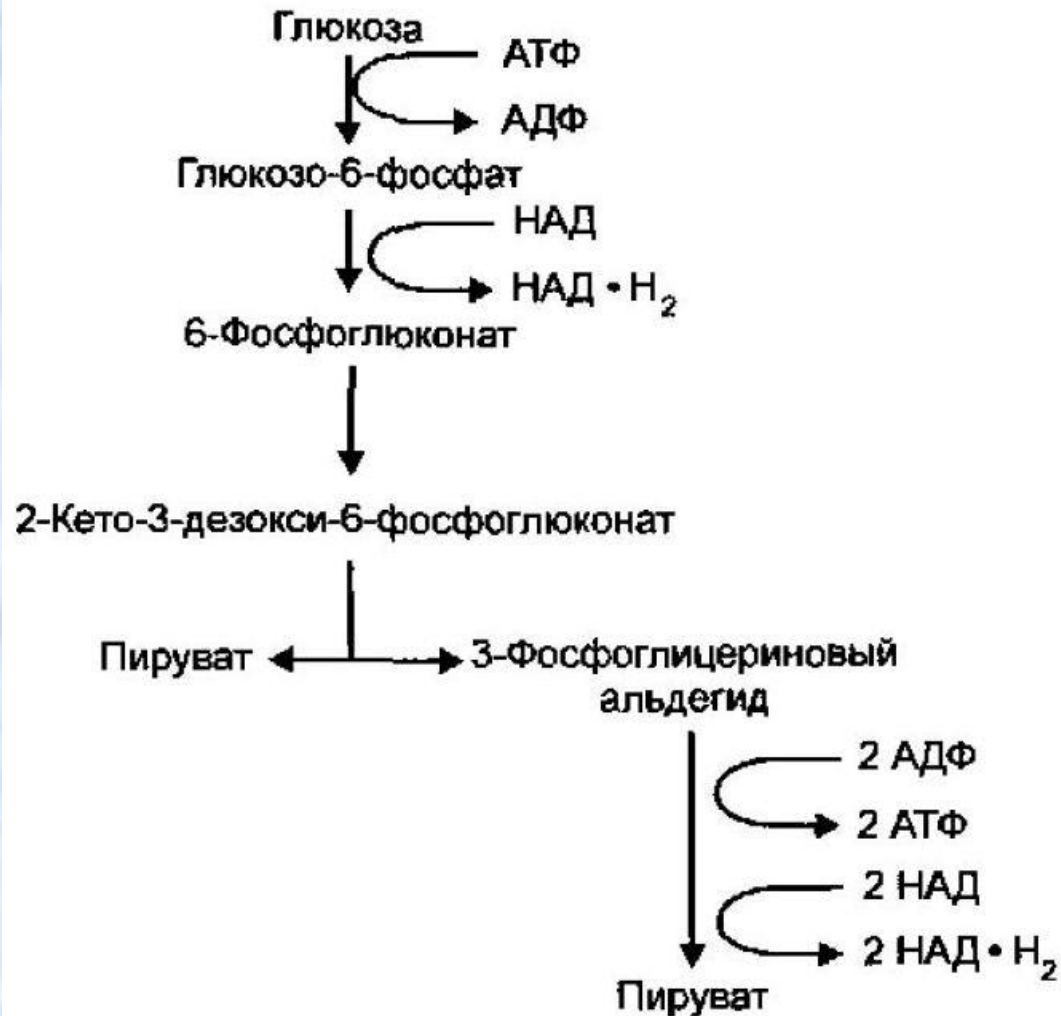 Глюкоза
АТФ
АДФ
Глюкозо-6-фосфат
НАД
НАД • H₂
6-Фосфоглюконат
2-Кето-3-дезокси-6-фосфоглюконат
Пируват
3-Фосфоглицериновый
альдегид
2 АДФ
2 АТФ
2 НАД
2 НАД • H₂
Пируват